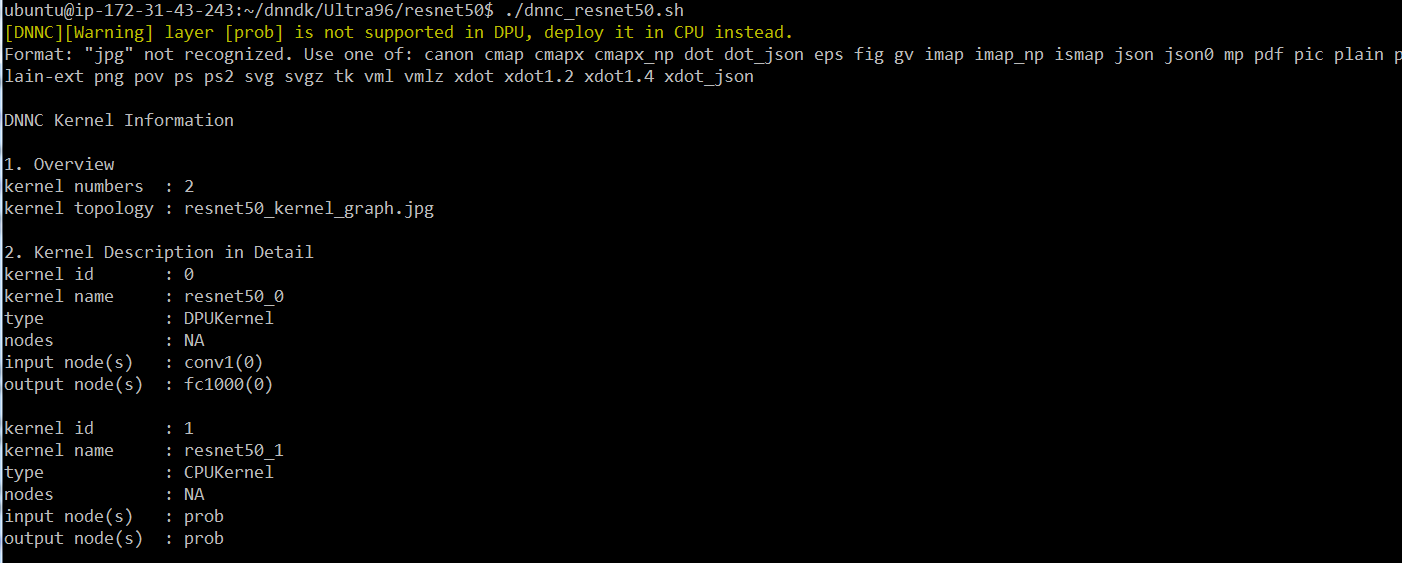 ubuntu@ip-172-31-43-243:~/dnndk/Ultra96/resnet50$ ./dnnc_resnet50.sh
[DNNC][Warning] layer [prob] is not supported in DPU, deploy it in CPU instead.
Format: "jpg" not recognized. Use one of: canon cmap cmapx cmapx_np dot dot_json eps fig gv imap imap_np ismap json json0 mp pdf pic plain p
lain-ext png pov ps ps2 svg svgz tk vml vmlz xdot xdot1.2 xdot1.4 xdot_json
DNNC Kernel Information
1. Overview
kernel numbers  : 2
kernel topology : resnet50_kernel_graph.jpg
2. Kernel Description in Detail
kernel id       : 0
kernel name     : resnet50_0
type            : DPUKernel
nodes           : NA
input node(s)   : conv1(0)
output node(s)  : fc1000(0)
kernel id       : 1
kernel name     : resnet50_1
type            : CPUKernel
nodes           : NA
input node(s)   : prob
output node(s)  : prob